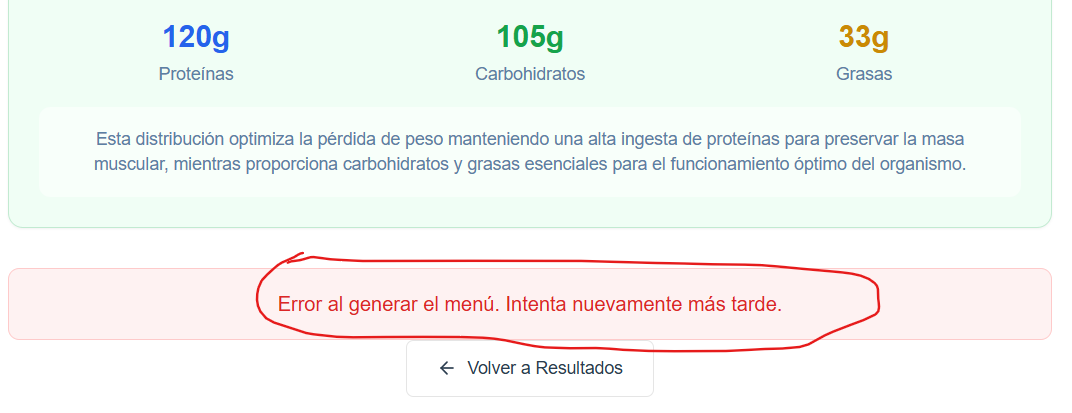 120g
105g
33g
Proteínas
Carbohidratos
Grasas
Esta distribución optimiza la pérdida de peso manteniendo una alta ingesta de proteínas para preservar la masa
muscular, mientras proporciona carbohidratos y grasas esenciales para el funcionamiento óptimo del organismo.
Error al generar el menú. Intenta nuevamente más tarde.
← Volver a Resultados